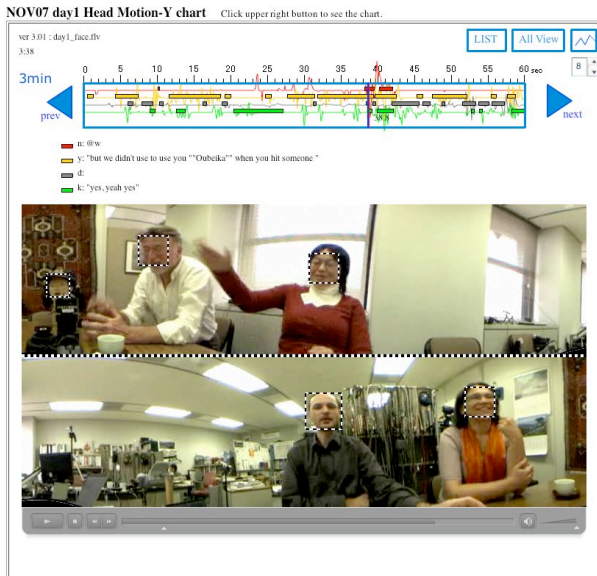 NOV07 day1 Head Motion-Y chart Click upper right button to see the chart.
ver 3.01 : day1_face.flv
3:38
LIST All View
8
3min
0 5 10 15 20 25 30 35 40 45 50 55 60 sec
prev
38.8
next
n: @w
y: "but we didn't use to use you ""Oubeika"" when you hit someone "
d:
k: "yes, yeah yes"